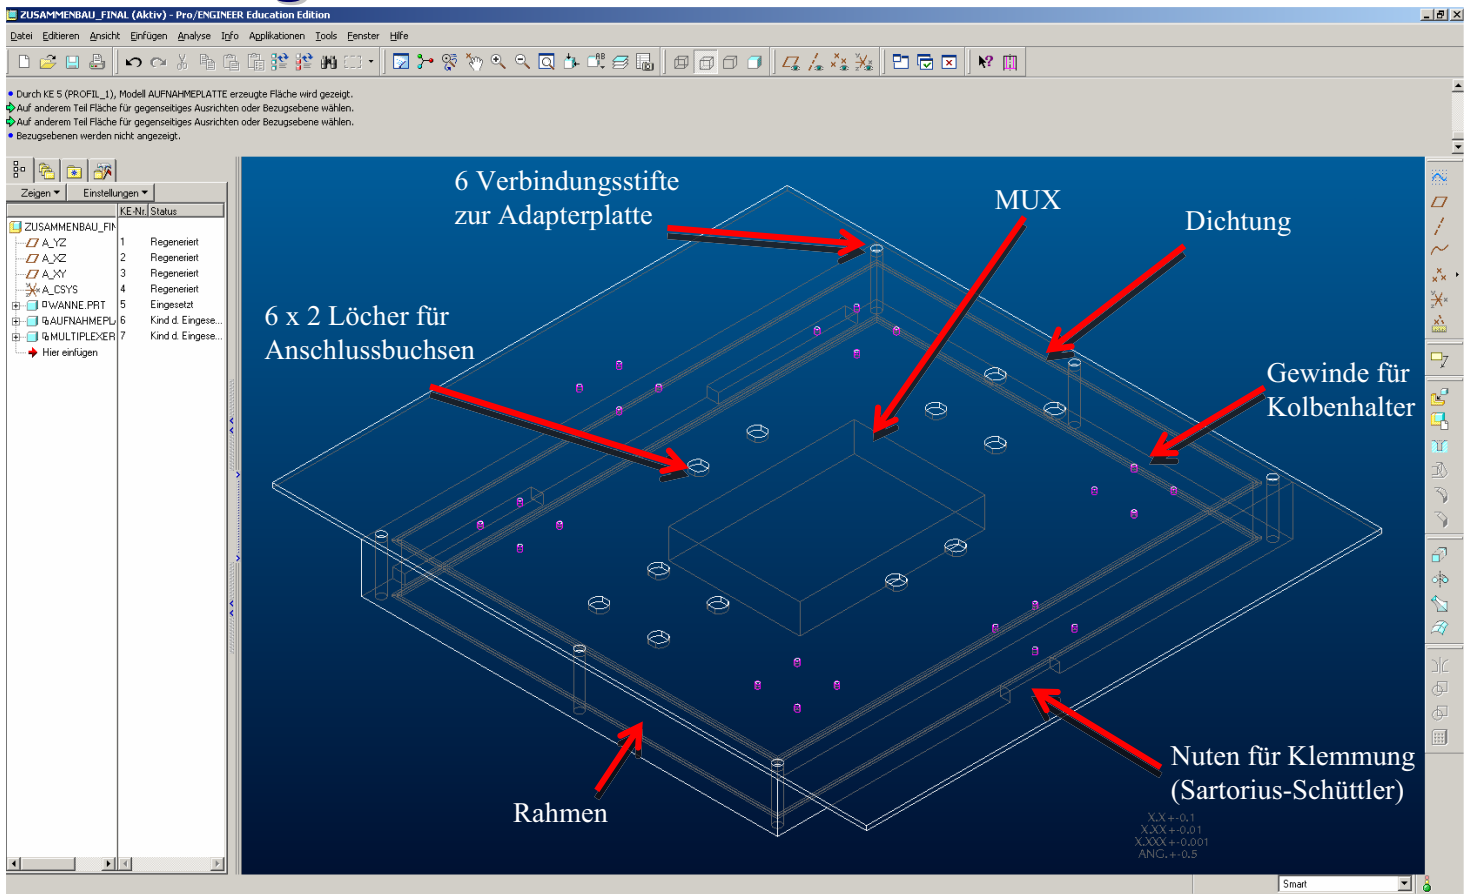 ZUSAMMENBAU_FINAL (Aktiv) - Pro/ENGINEER Education Edition
Datei Editieren Ansicht Einfügen Analyse Info Applikationen Tools Fenster Hilfe
Durch KE 5 (PROFIL_1), Modell AUFNAHMEPLATTE erzeugte Fläche wird gezeigt.
Auf anderem Teil Fläche für gegenseitiges Ausrichten oder Bezugsebene wählen.
Auf anderem Teil Fläche für gegenseitiges Ausrichten oder Bezugsebene wählen.
Bezugsebenen werden nicht angezeigt.
Zeigen Einstellungen
KE-Nr. Status
ZUSAMMENBAU_FIN
A_YZ 1 Regeneriert
A_XZ 2 Regeneriert
A_XY 3 Regeneriert
A_CSYS 4 Regeneriert
WANNE.PRT 5 Eingesetzt
AUFNAHMEPL 6 Kind d. Eingese...
MULTIPLEXER 7 Kind d. Eingese...
Hier einfügen
6 Verbindungsstifte
zur Adapterplatte
MUX
Dichtung
6 x 2 Löcher für
Anschlussbuchsen
Gewinde für
Kolbenhalter
Nuten für Klemmung
(Sartorius-Schüttler)
Rahmen
X.X +-0.1
X.XX +-0.01
X.XXX +-0.001
ANG. +-0.5
Smart